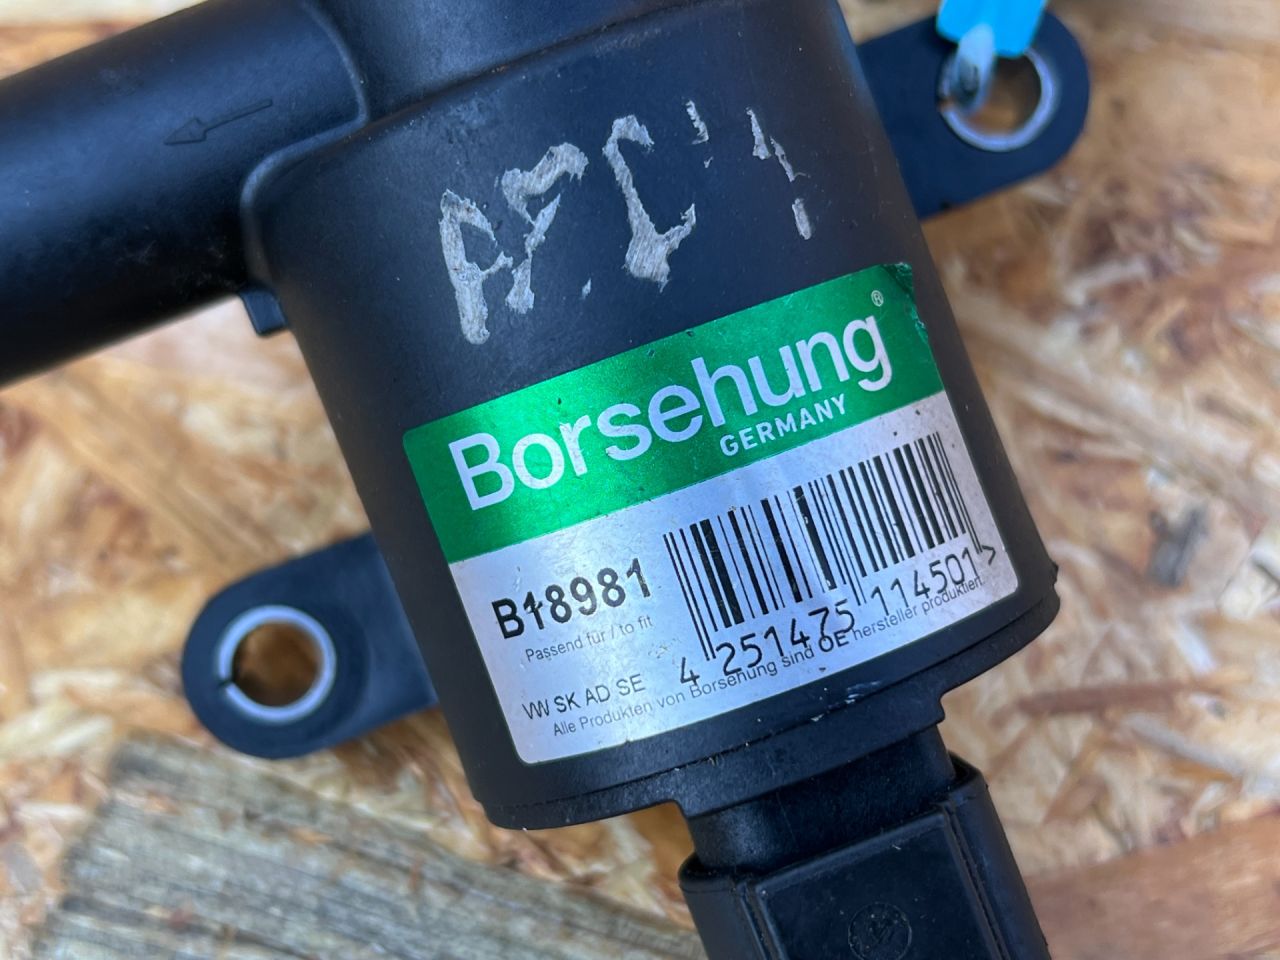 Borsehung®
GERMANY
B18981
Passend für / to fit
VW SK AD SE
4 251475 114501 >
Alle Produkten von Borsehung sind OE hersteller produktiert.